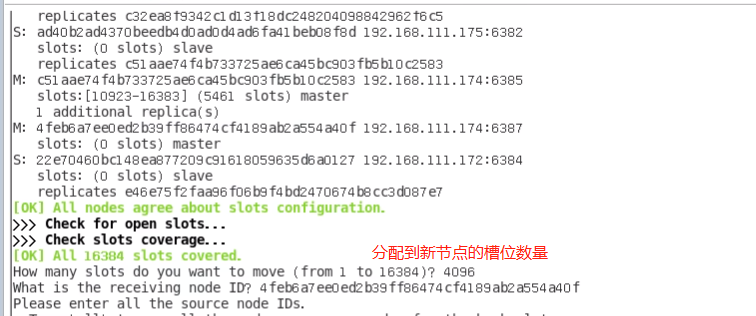 replicates c32ea8f9342c1d13f18dc248204098842962f6c5
S: ad40b2ad4370beedb4d0ad0d4ad6fa41beb08f8d 192.168.111.175:6382
slots: (0 slots) slave
replicates c51aae74f4b733725ae6ca45bc903fb5b10c2583
M: c51aae74f4b733725ae6ca45bc903fb5b10c2583 192.168.111.174:6385
slots:[10923-16383] (5461 slots) master
1 additional replica(s)
M: 4feb6a7ee0ed2b39ff86474cf4189ab2a554a40f 192.168.111.174:6387
slots: (0 slots) master
S: 22e70460bc148ea877209c91618059635d6a0127 192.168.111.172:6384
slots: (0 slots) slave
replicates e46e75f2faa96f06b9f4bd2470674b8cc3d087e7
[OK] All nodes agree about slots configuration.
>>> Check for open slots...
>>> Check slots coverage...
[OK] All 16384 slots covered.
分配到新节点的槽位数量
How many slots do you want to move (from 1 to 16384)? 4096
What is the receiving node ID? 4feb6a7ee0ed2b39ff86474cf4189ab2a554a40f
Please enter all the source node IDs.